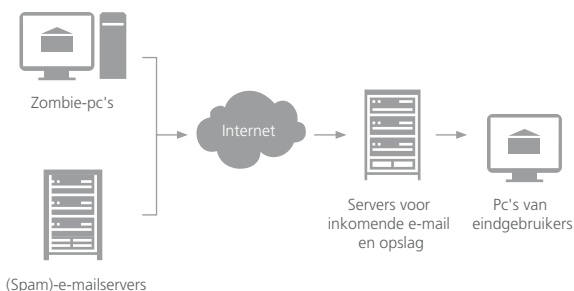 Zombie-pc's
Internet
(Spam)-e-mailservers
Servers voor
inkomende e-mail
en opslag
Pc's van
eindgebruikers